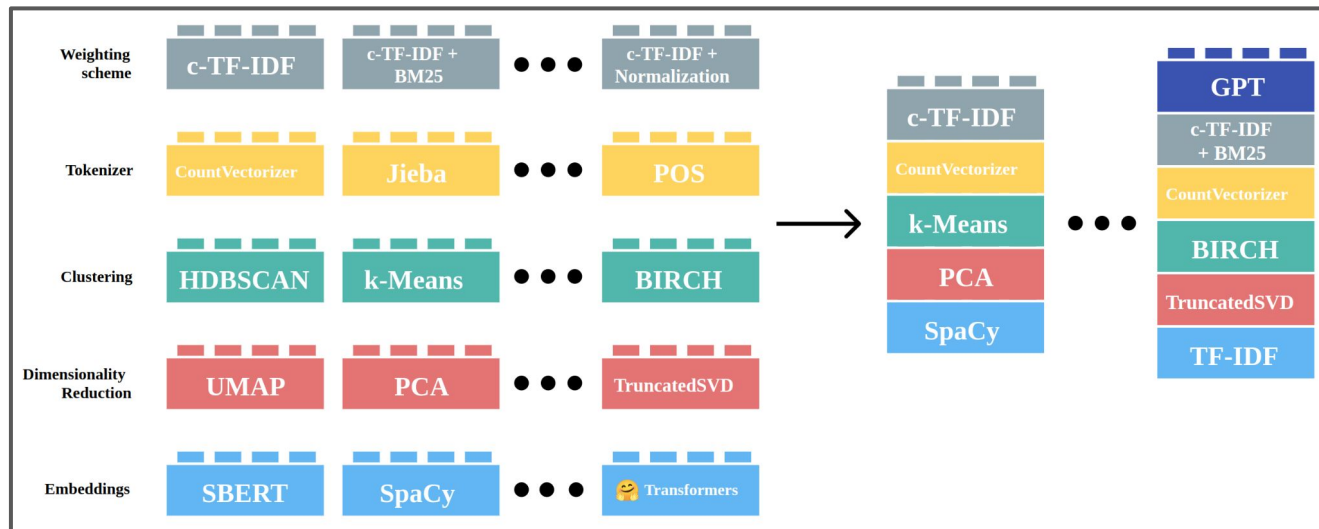 Weighting
scheme
c-TF-IDF
c-TF-IDF +
BM25
c-TF-IDF +
Normalization
Tokenizer
CountVectorizer
Jieba
POS
Clustering
HDBSCAN
k-Means
BIRCH
Dimensionality
Reduction
UMAP
PCA
TruncatedSVD
Embeddings
SBERT
SpaCy
🤗 Transformers
c-TF-IDF
CountVectorizer
k-Means
PCA
SpaCy
GPT
c-TF-IDF
+ BM25
CountVectorizer
BIRCH
TruncatedSVD
TF-IDF